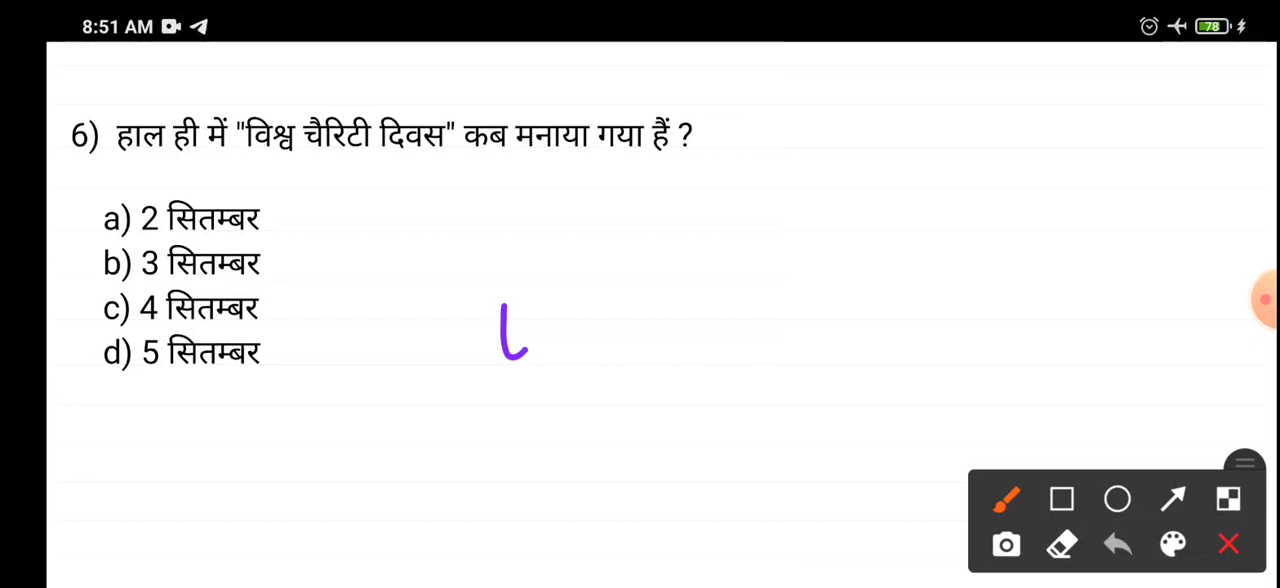 8:51 AM
78
6) हाल ही में "विश्व चैरिटी दिवस" कब मनाया गया हैं ?
a) 2 सितम्बर
b) 3 सितम्बर
c) 4 सितम्बर
d) 5 सितम्बर